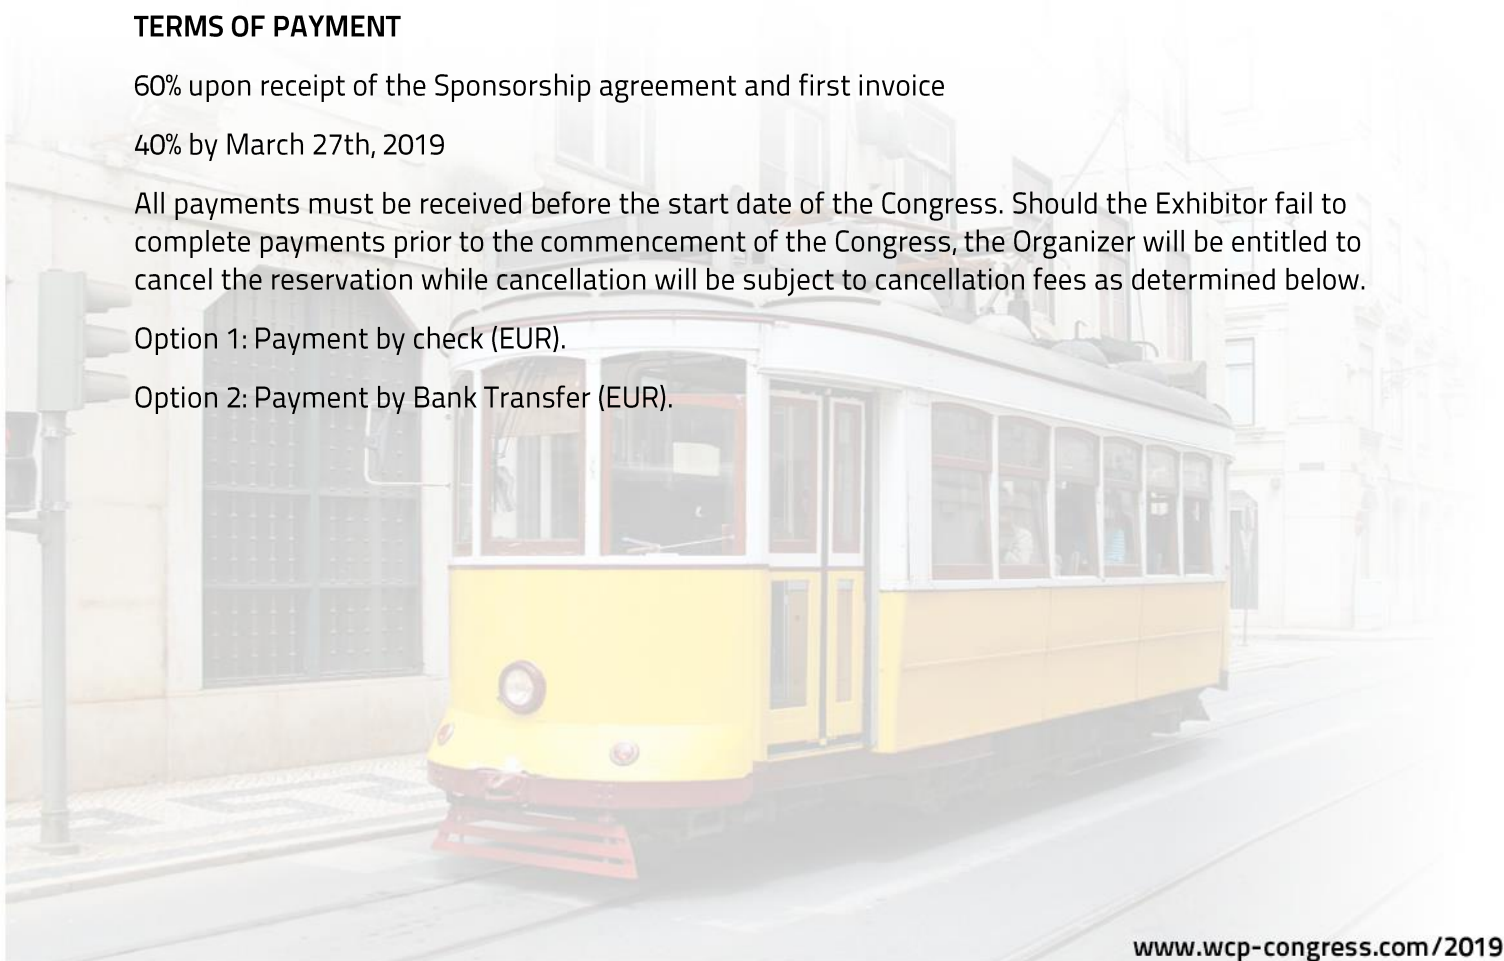 TERMS OF PAYMENT
60% upon receipt of the Sponsorship agreement and first invoice
40% by March 27th, 2019
All payments must be received before the start date of the Congress. Should the Exhibitor fail to
complete payments prior to the commencement of the Congress, the Organizer will be entitled to
cancel the reservation while cancellation will be subject to cancellation fees as determined below.
Option 1: Payment by check (EUR).
Option 2: Payment by Bank Transfer (EUR).
www.wcp-congress.com/2019